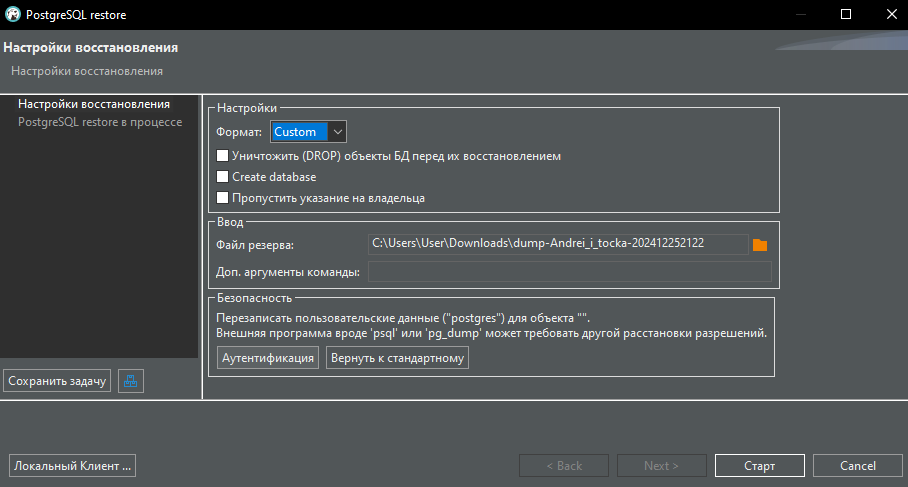 PostgreSQL restore
Настройки восстановления
Настройки восстановления
Настройки восстановления
PostgreSQL restore в процессе
Настройки
Формат: Custom
Уничтожить (DROP) объекты БД перед их восстановлением
Create database
Пропустить указание на владельца
Ввод
Файл резерва: C:\Users\User\Downloads\dump-Andrei_i_tocka-202412252122
Доп. аргументы команды:
Безопасность
Перезаписать пользовательские данные ("postgres") для объекта "".
Внешняя программа вроде 'psql' или 'pg_dump' может требовать другой расстановки разрешений.
Аутентификация Вернуть к стандартному
Сохранить задачу
Локальный Клиент ... < Back Next > Старт Cancel